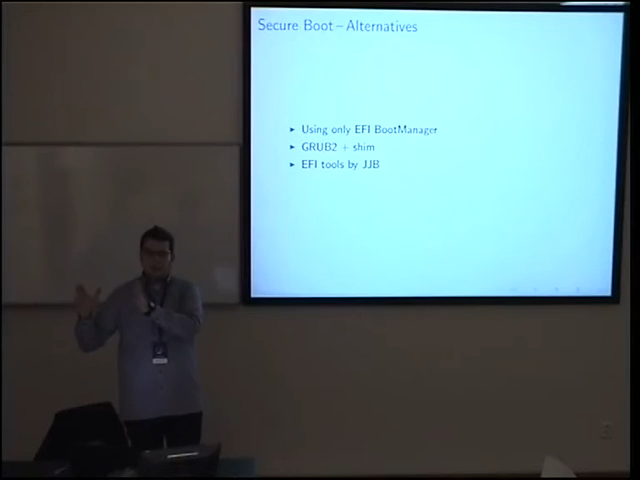 Secure Boot – Alternatives
Using only EFI BootManager
GRUB2 + shim
EFI tools by JJB